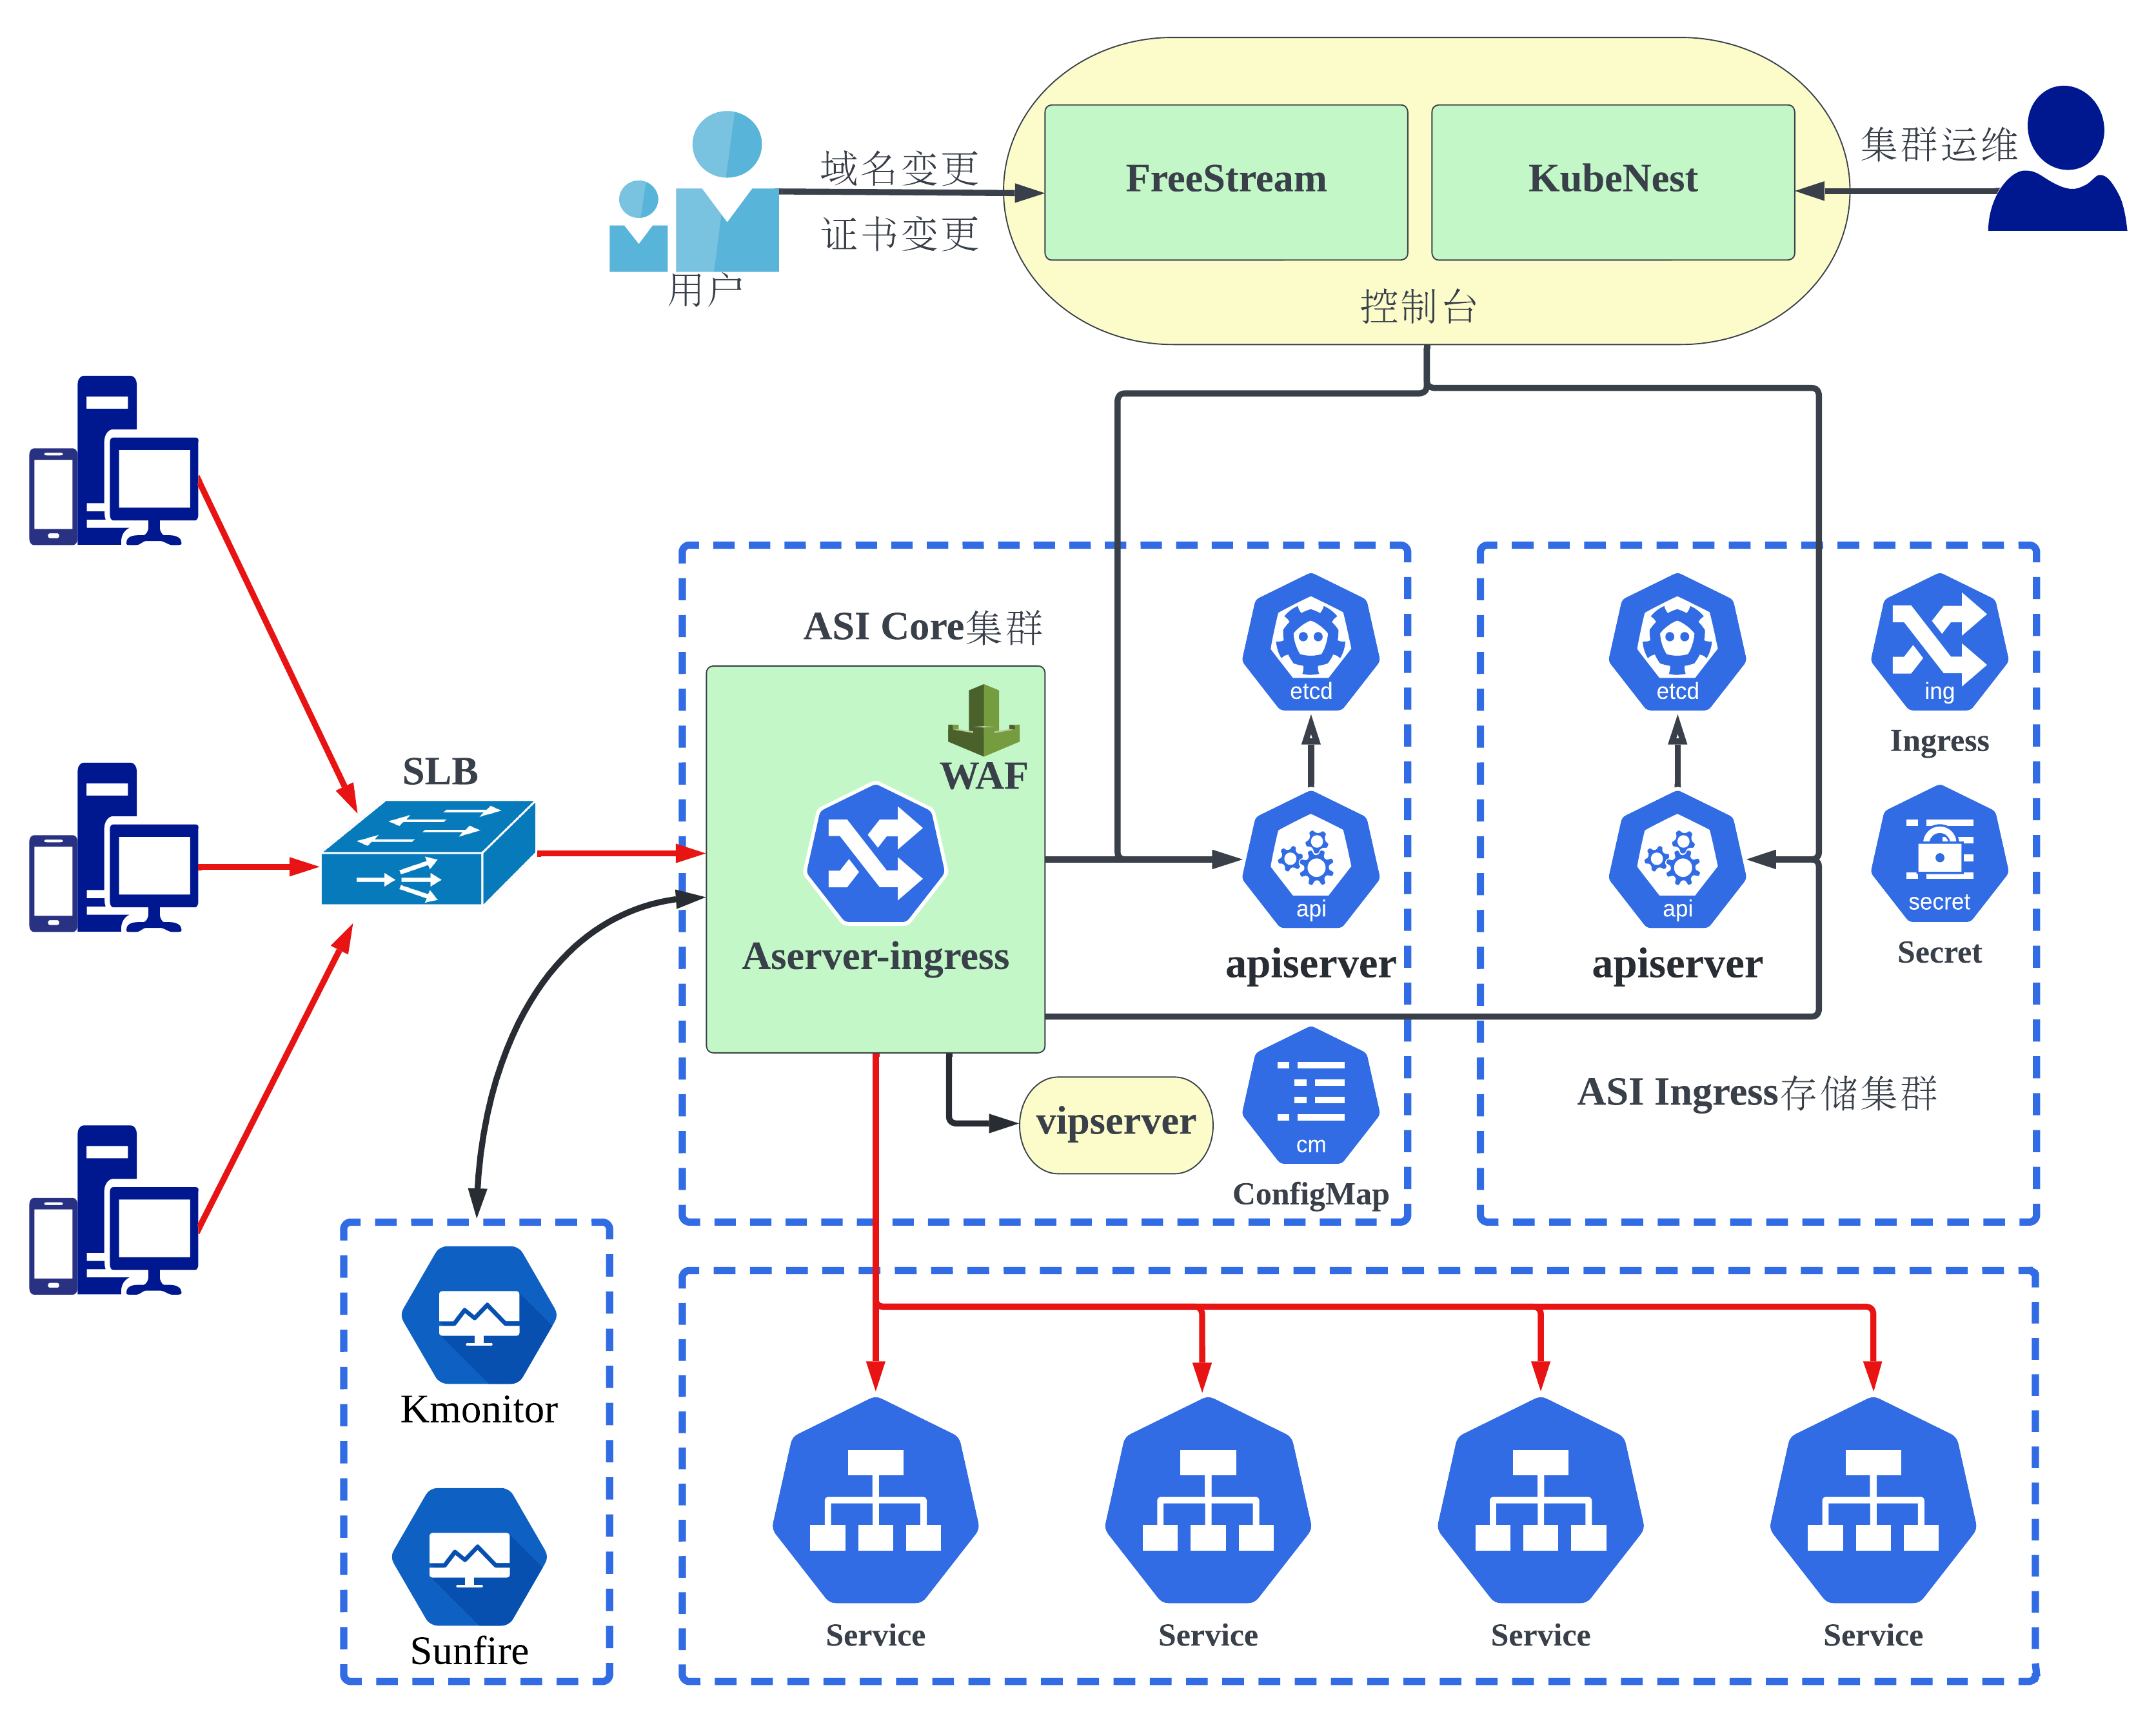 域名变更
证书变更
用户
FreeStream
KubeNest
控制台
集群运维
SLB
ASI Core集群
WAF
Aserver-ingress
etcd
api
apiserver
vipserver
cm
ConfigMap
etcd
api
apiserver
ing
Ingress
secret
Secret
ASI Ingress存储集群
Kmonitor
Sunfire
Service
Service
Service
Service